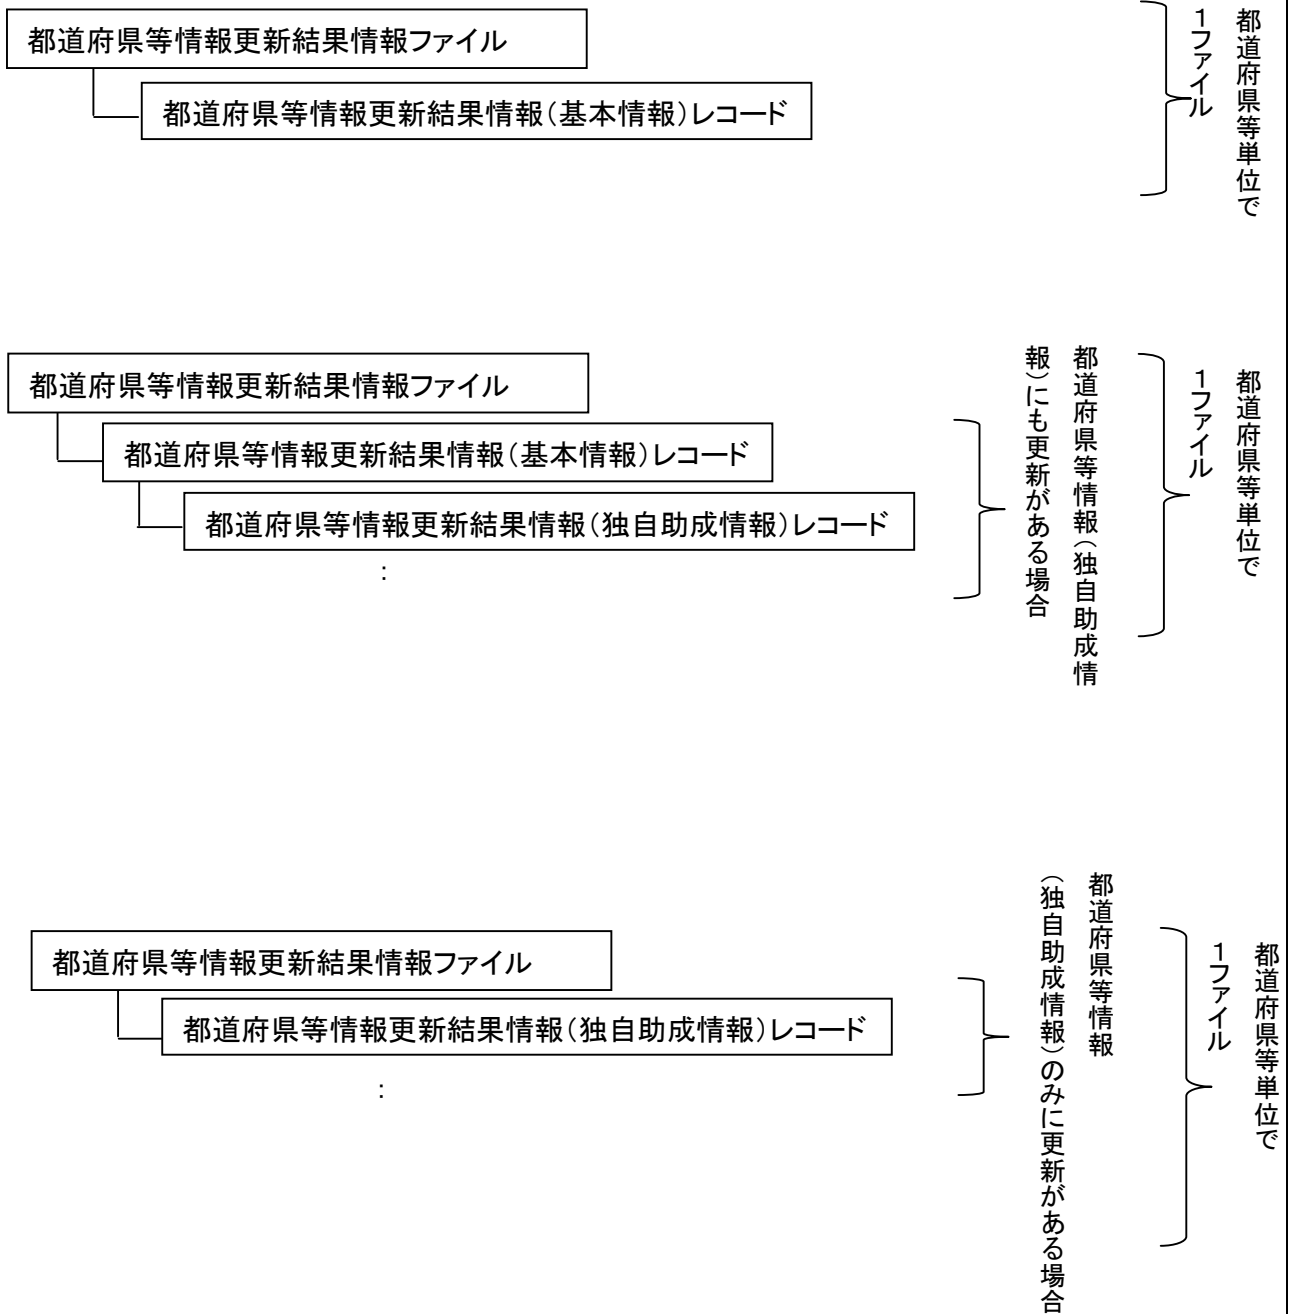 都道府県等情報更新結果情報ファイル
都道府県等情報更新結果情報（基本情報）レコード
都道府県等単位で
１ファイル
都道府県等情報更新結果情報ファイル
都道府県等情報更新結果情報（基本情報）レコード
都道府県等情報更新結果情報（独自助成情報）レコード
：
都道府県等情報（独自助成情
報）にも更新がある場合
都道府県等単位で
１ファイル
都道府県等情報更新結果情報ファイル
都道府県等情報更新結果情報（独自助成情報）レコード
：
都道府県等情報
（独自助成情報）のみに更新がある場合
都道府県等単位で
１ファイル